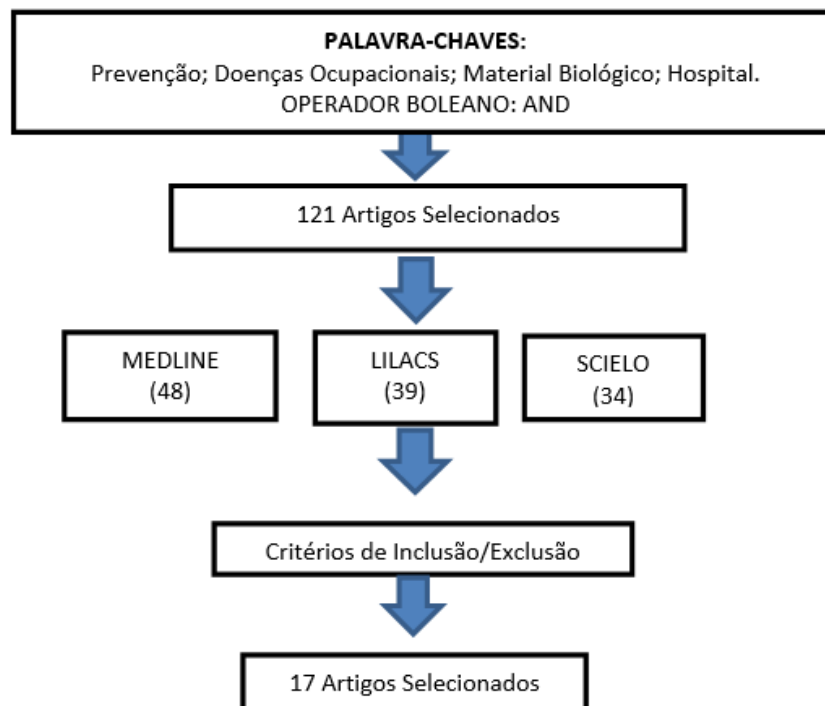 PALAVRA-CHAVES:
Prevenção; Doenças Ocupacionais; Material Biológico; Hospital.
OPERADOR BOLEANO: AND
121 Artigos Selecionados
MEDLINE
(48)
LILACS
(39)
SCIELO
(34)
Critérios de Inclusão/Exclusão
17 Artigos Selecionados